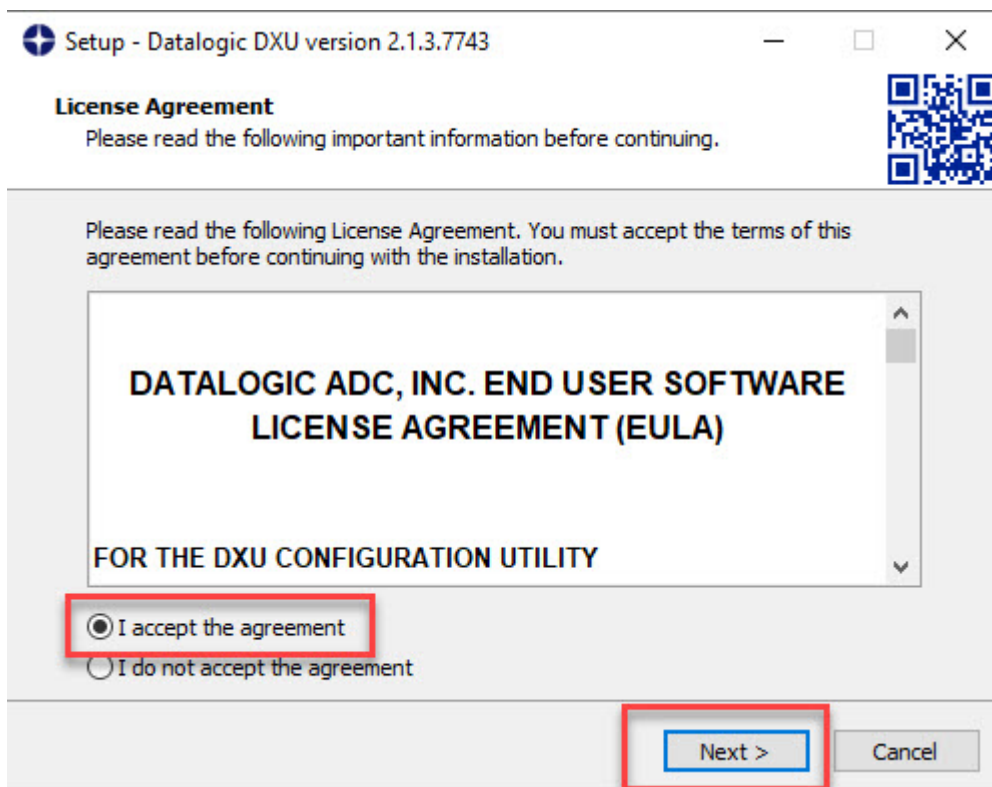 Setup - Datalogic DXU version 2.1.3.7743
License Agreement
Please read the following important information before continuing.
Please read the following License Agreement. You must accept the terms of this
agreement before continuing with the installation.
DATALOGIC ADC, INC. END USER SOFTWARE
LICENSE AGREEMENT (EULA)
FOR THE DXU CONFIGURATION UTILITY
I accept the agreement
I do not accept the agreement
Next >
Cancel